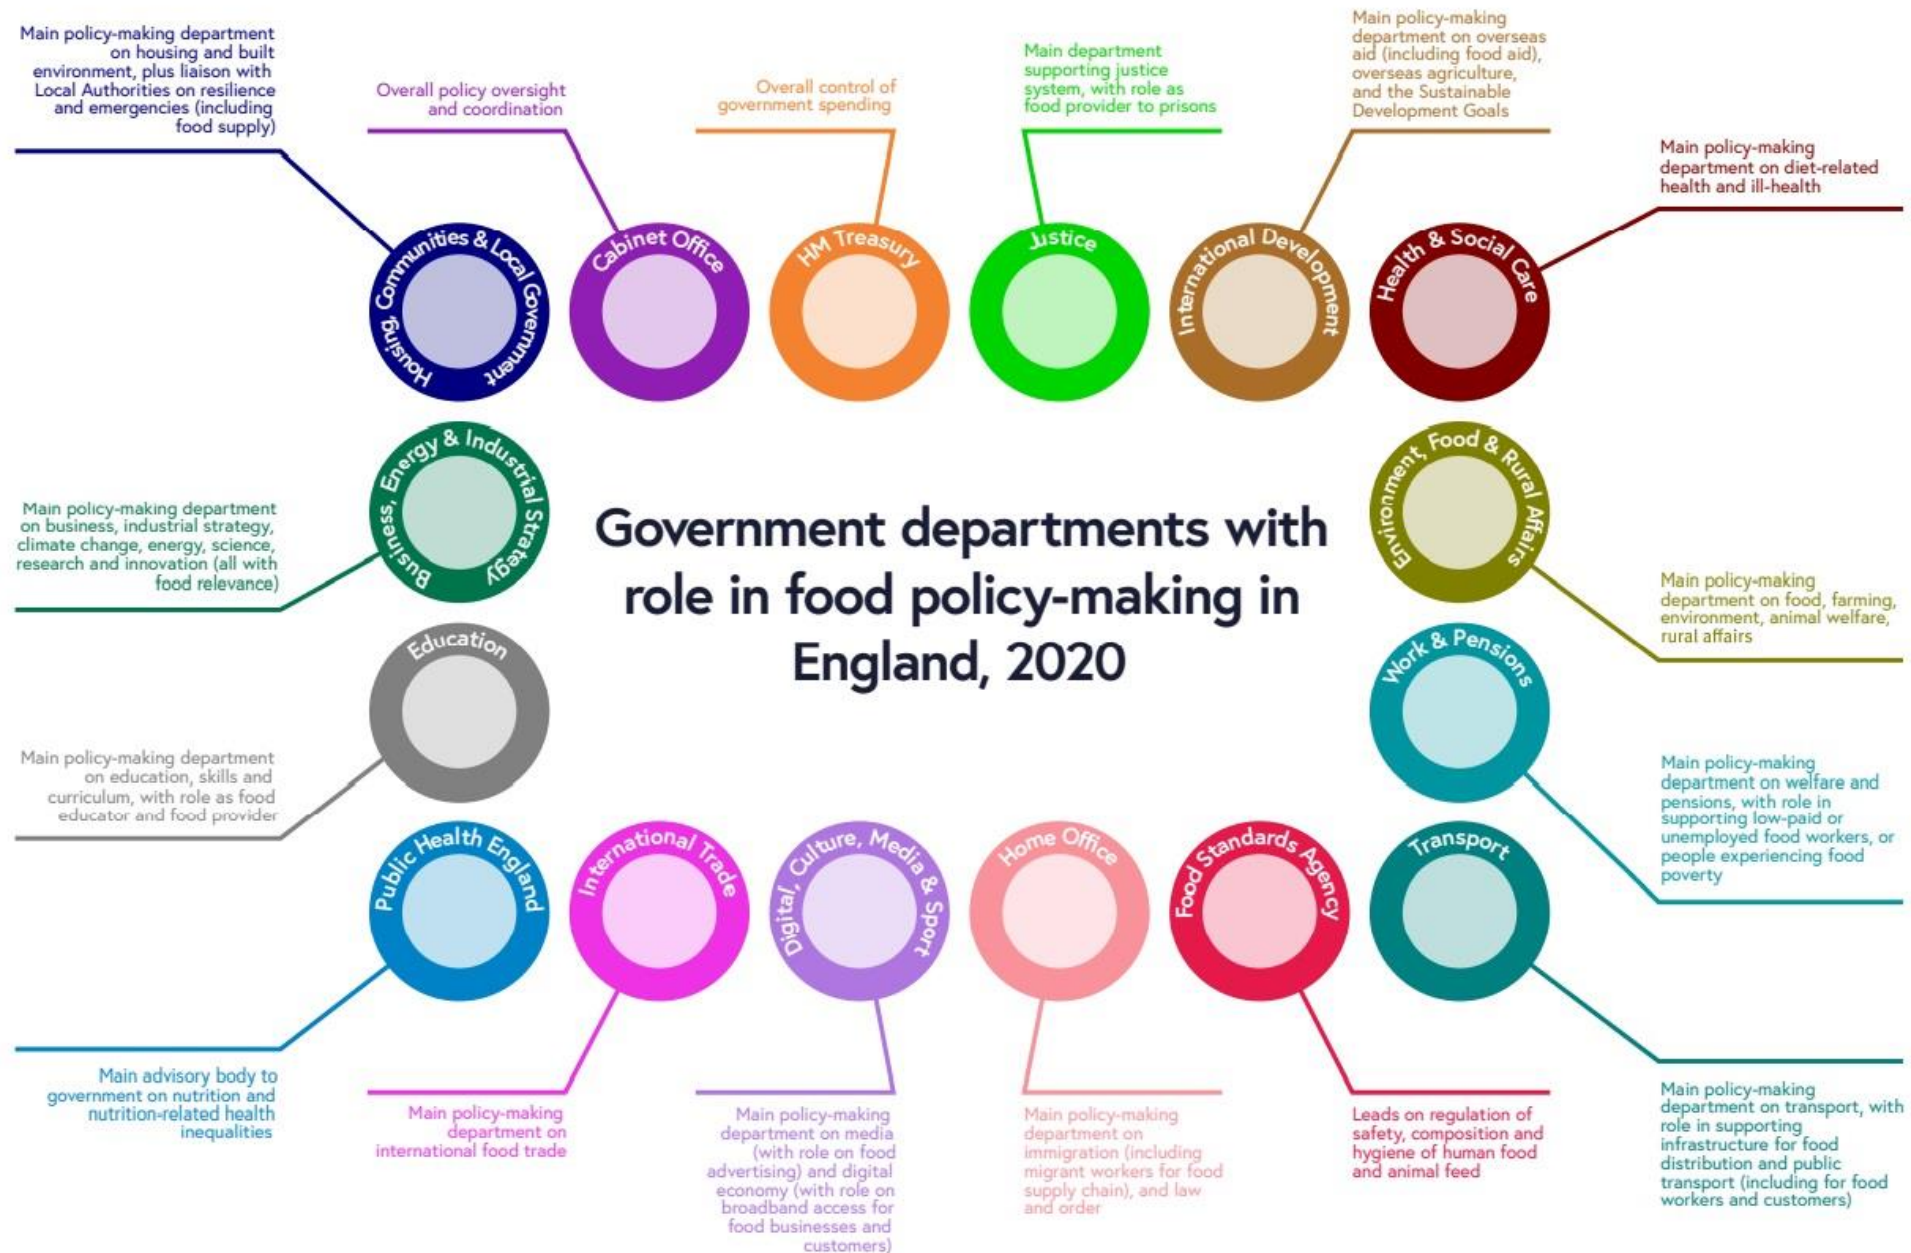 Main policy-making department
on housing and built
environment, plus liaison with
Local Authorities on resilience
and emergencies (including
food supply)
Overall policy oversight
and coordination
Overall control of
government spending
Main department
supporting justice
system, with role as
food provider to prisons
Main policy-making
department on overseas
aid (including food aid),
overseas agriculture,
and the Sustainable
Development Goals
Main policy-making
department on diet-related
health and ill-health
Housing, Communities & Local Government
Cabinet Office
HM Treasury
Justice
International Development
Health & Social Care
Business, Energy & Industrial Strategy
Environment, Food & Rural Affairs
Main policy-making department
on business, industrial strategy,
climate change, energy, science,
research and innovation (all with
food relevance)
Government departments with
role in food policy-making in
England, 2020
Main policy-making
department on food, farming,
environment, animal welfare,
rural affairs
Education
Work & Pensions
Main policy-making department
on education, skills and
curriculum, with role as food
educator and food provider
Main policy-making
department on welfare and
pensions, with role in
supporting low-paid or
unemployed food workers, or
people experiencing food
poverty
Public Health England
International Trade
Digital, Culture, Media & Sport
Home Office
Food Standards Agency
Transport
Main advisory body to
government on nutrition and
nutrition-related health
inequalities
Main policy-making
department on
international food trade
Main policy-making
department on media
(with role on food
advertising) and digital
economy (with role on
broadband access for
food businesses and
customers)
Main policy-making
department on
immigration (including
migrant workers for food
supply chain), and law
and order
Leads on regulation of
safety, composition and
hygiene of human food
and animal feed
Main policy-making
department on transport, with
role in supporting
infrastructure for food
distribution and public
transport (including for food
workers and customers)